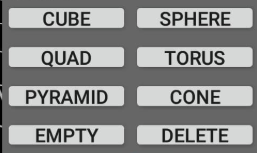 CUBE SPHERE
QUAD TORUS
PYRAMID CONE
EMPTY DELETE